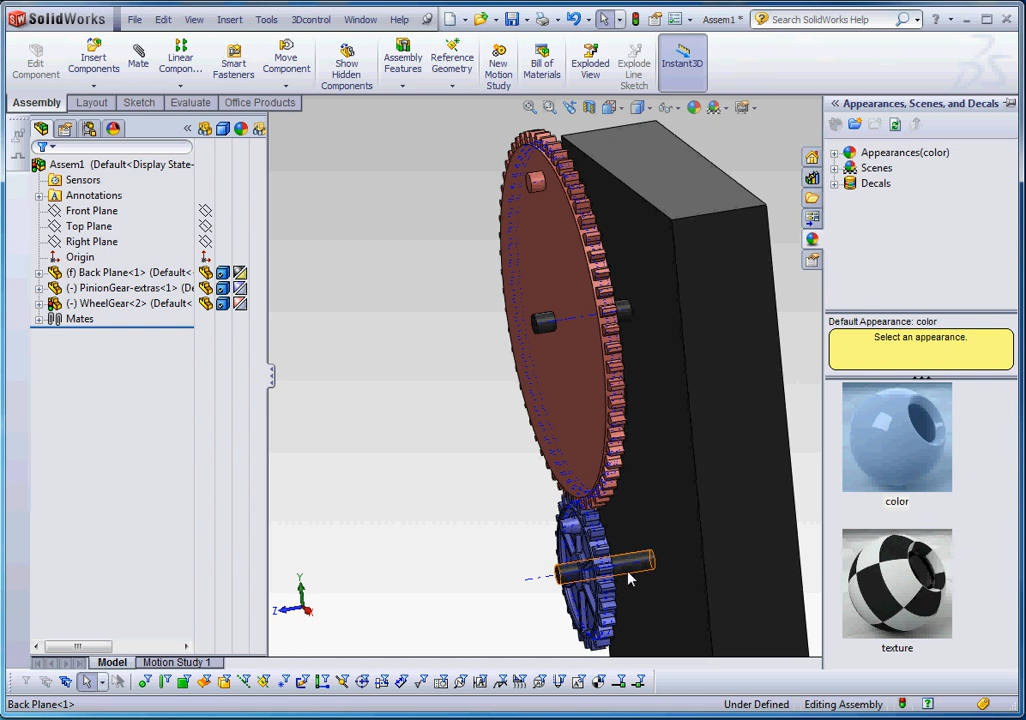 SolidWorks File Edit View Insert Tools 3Dcontrol Window Help Assem1 * Search SolidWorks Help
Edit Component
Insert Components
Mate
Linear Compon...
Smart Fasteners
Move Component
Show Hidden Components
Assembly Features
Reference Geometry
New Motion Study
Bill of Materials
Exploded View
Explode Line Sketch
Instant3D
Assembly Layout Sketch Evaluate Office Products
Appearances, Scenes, and Decals
Assem1 (Default<Display State-
Sensors
Annotations
Front Plane
Top Plane
Right Plane
Origin
(f) Back Plane<1> (Default<
(-) PinionGear-extras<1> (De
(-) WheelGear<2> (Default<
Mates
Appearances(color)
Scenes
Decals
Default Appearance: color
Select an appearance.
color
texture
Y
Z
Model Motion Study 1
Back Plane<1> Under Defined Editing Assembly